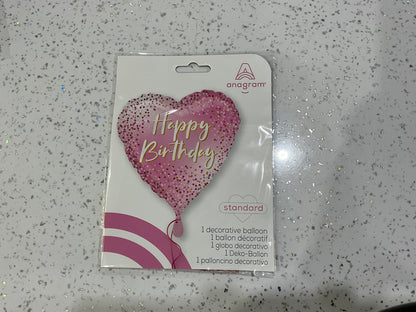 anagram
Happy
Birthday
standard
1 decorative balloon
1 ballon décoratif
1 globo decorativo
1 Deko-Ballon
1 palloncino decorativo